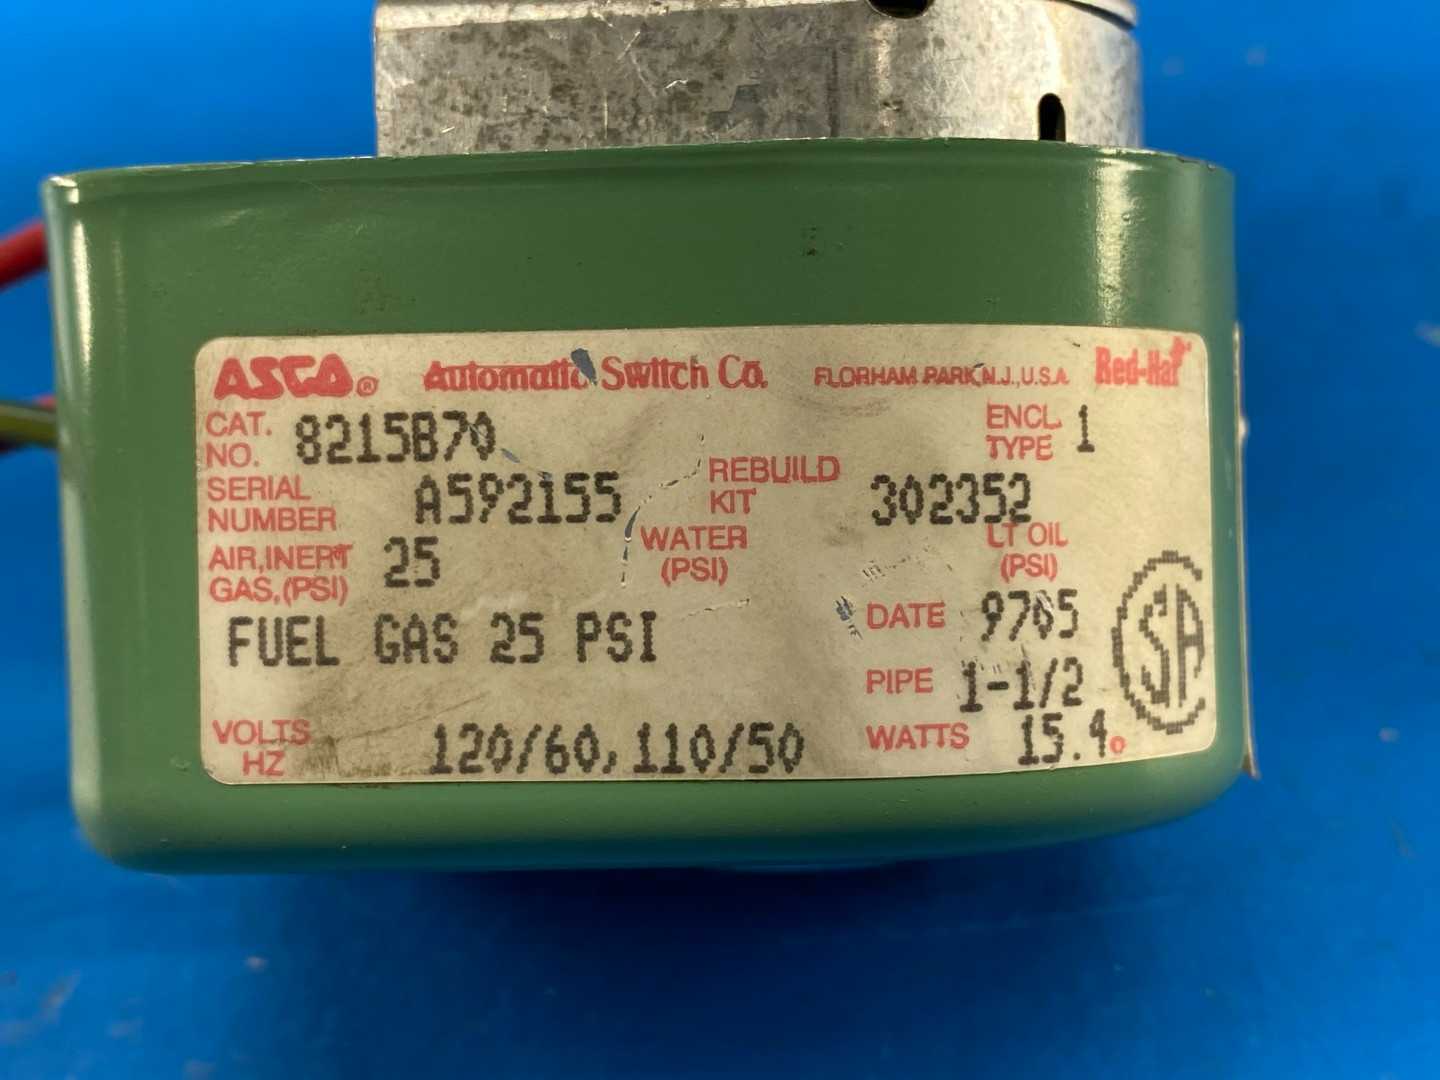 ASCO® Automatic Switch Co. FLORHAM PARK, N.J., U.S.A. Red-Hat
CAT. NO. 8215B70 ENCL. TYPE 1
SERIAL NUMBER A592155 REBUILD KIT 302352
AIR,INERT GAS,(PSI) 25 WATER (PSI) LT OIL (PSI)
FUEL GAS 25 PSI DATE 9705
PIPE 1-1/2
VOLTS HZ 120/60, 110/50 WATTS 15.4
SA